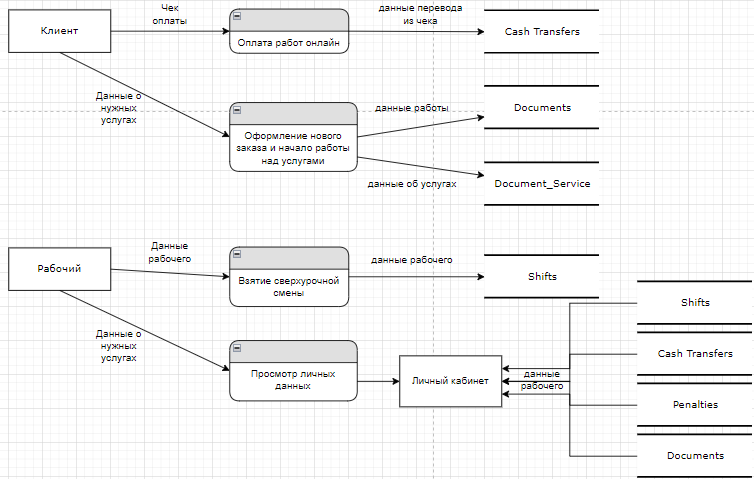 Клиент
Чек
оплаты
Оплата работ онлайн
данные перевода
из чека
Cash Transfers
Данные о
нужных
услугах
Оформление нового
заказа и начало работы
над услугами
данные работы
Documents
данные об услугах
Document_Service
Рабочий
Данные
рабочего
Взятие сверхурочной
смены
данные рабочего
Shifts
Данные о
нужных
услугах
Просмотр личных
данных
Личный кабинет
данные
рабочего
Shifts
Cash Transfers
Penalties
Documents